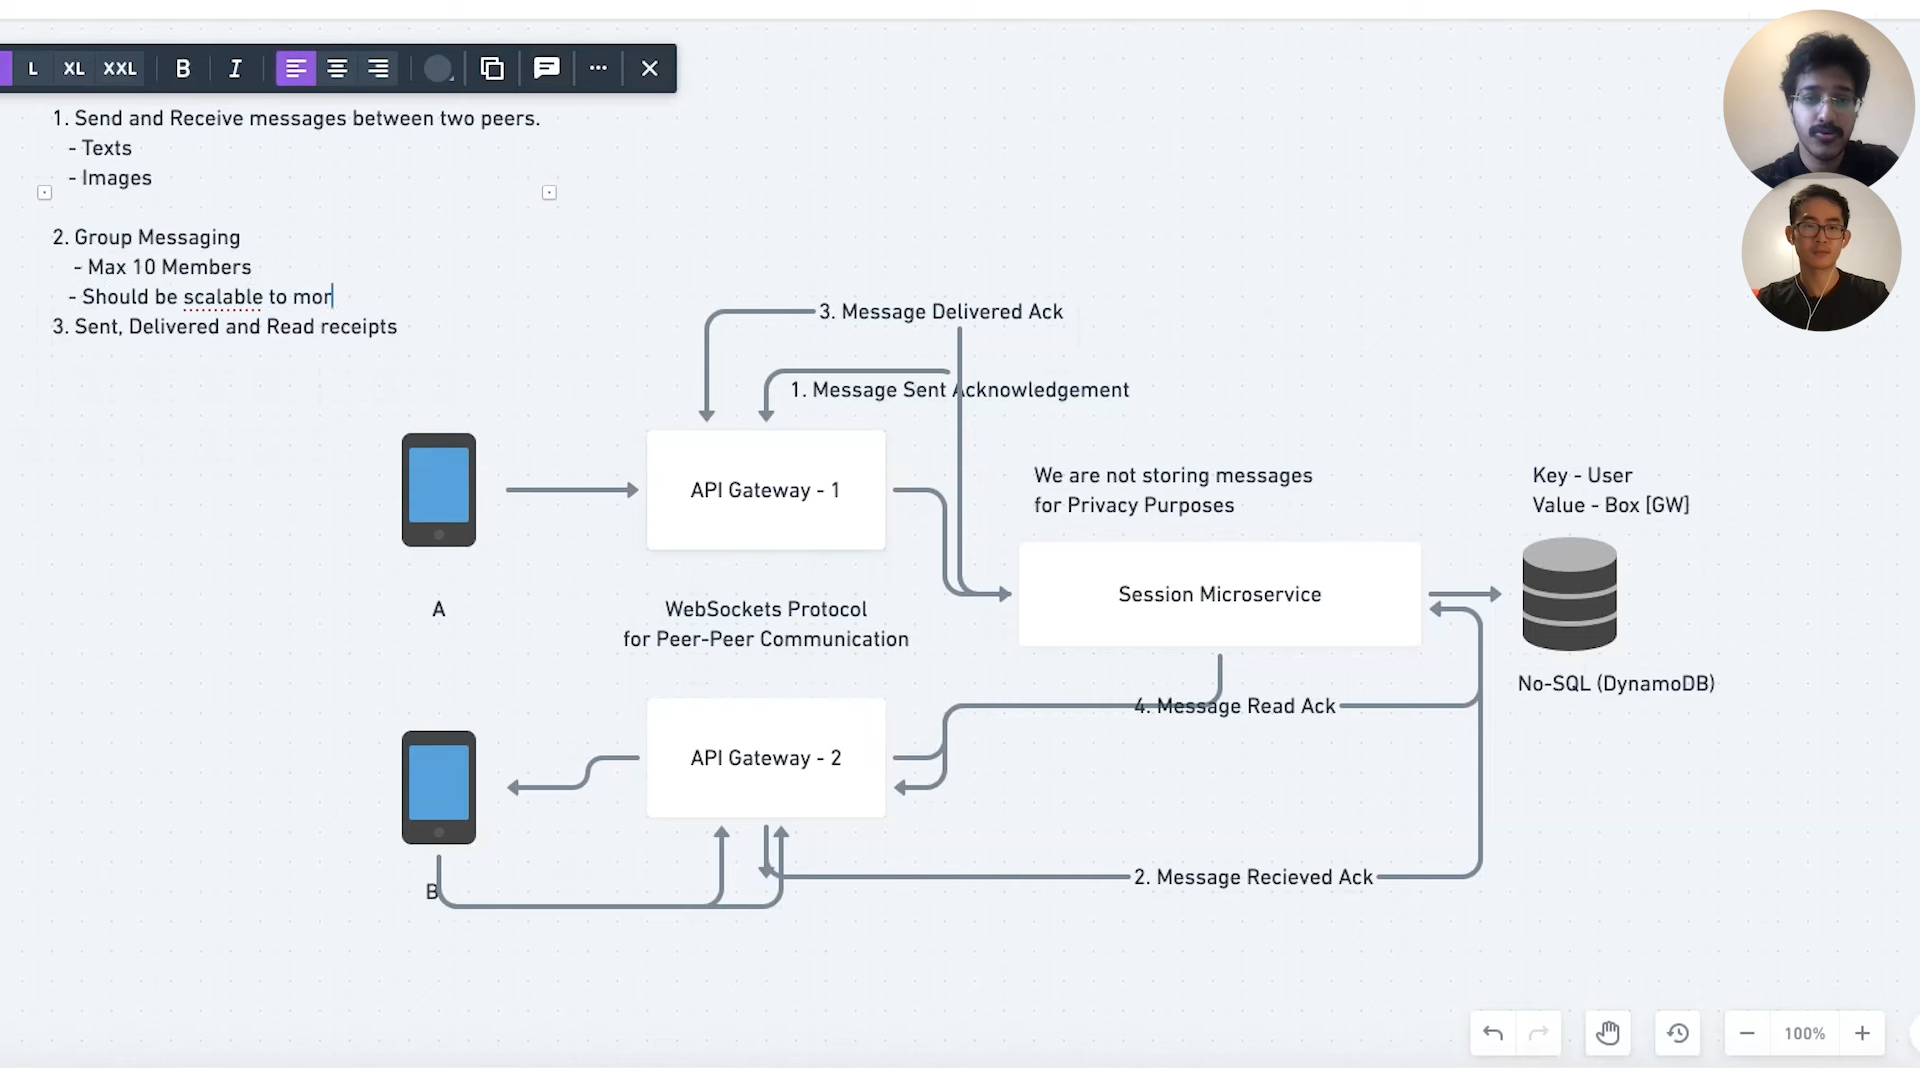 L XL XXL B I
1. Send and Receive messages between two peers.
- Texts
- Images
2. Group Messaging
- Max 10 Members
- Should be scalable to mor
3. Sent, Delivered and Read receipts
3. Message Delivered Ack
1. Message Sent Acknowledgement
API Gateway - 1
We are not storing messages
for Privacy Purposes
Key - User
Value - Box [GW]
Session Microservice
A
WebSockets Protocol
for Peer-Peer Communication
No-SQL (DynamoDB)
4. Message Read Ack
API Gateway - 2
2. Message Recieved Ack
B
100%